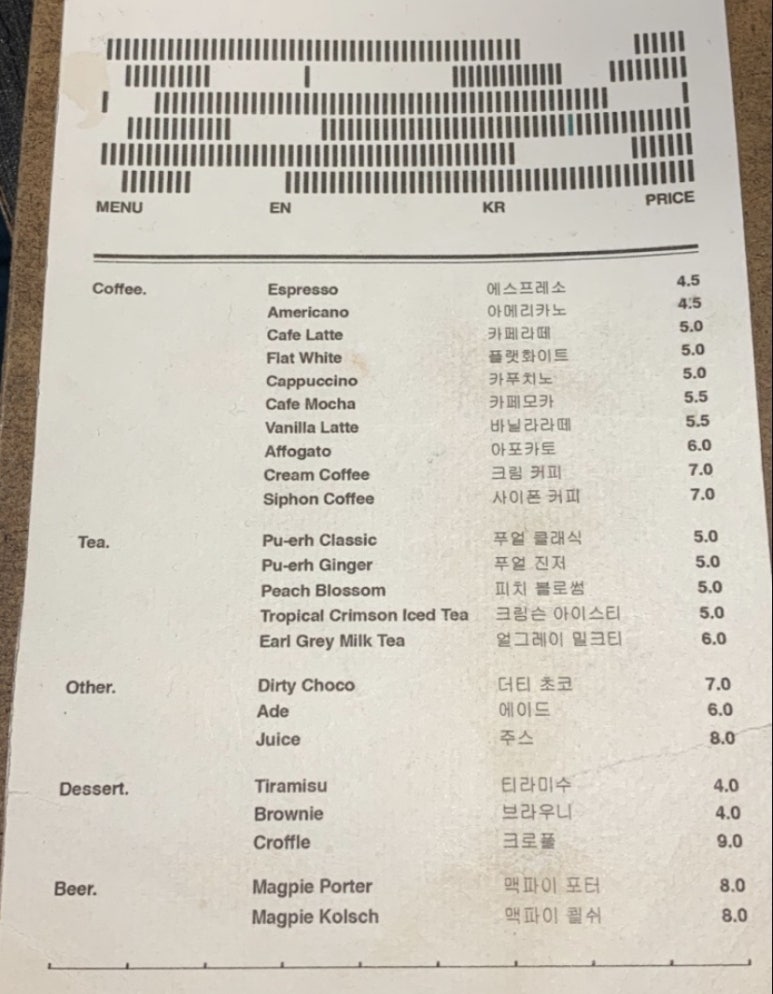 MENU EN KR PRICE
Coffee. Espresso 에스프레소 4.5
Americano 아메리카노 4.5
Cafe Latte 카페라떼 5.0
Flat White 플랫화이트 5.0
Cappuccino 카푸치노 5.0
Cafe Mocha 카페모카 5.5
Vanilla Latte 바닐라라떼 5.5
Affogato 아포카토 6.0
Cream Coffee 크림 커피 7.0
Siphon Coffee 사이폰 커피 7.0
Tea. Pu-erh Classic 푸얼 클래식 5.0
Pu-erh Ginger 푸얼 진저 5.0
Peach Blossom 피치 블로썸 5.0
Tropical Crimson Iced Tea 크림슨 아이스티 5.0
Earl Grey Milk Tea 얼그레이 밀크티 6.0
Other. Dirty Choco 더티 초코 7.0
Ade 에이드 6.0
Juice 주스 8.0
Dessert. Tiramisu 티라미수 4.0
Brownie 브라우니 4.0
Croffle 크로플 9.0
Beer. Magpie Porter 맥파이 포터 8.0
Magpie Kolsch 맥파이 쾰쉬 8.0